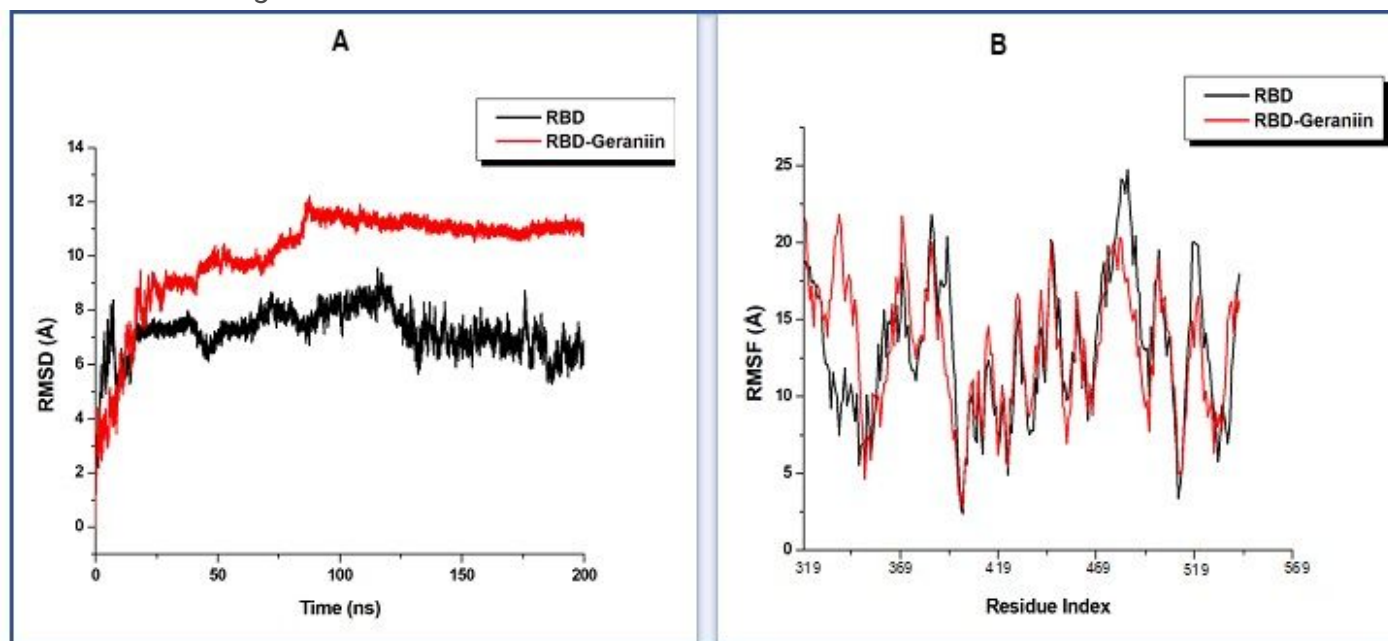 g
A
RBD
RBD-Geraniin
14
12
10
8
6
4
2
0
RMSD (Å)
0 50 100 150 200
Time (ns)
B
RBD
RBD-Geraniin
25
20
15
10
5
0
RMSF (Å)
319 369 419 469 519 569
Residue Index